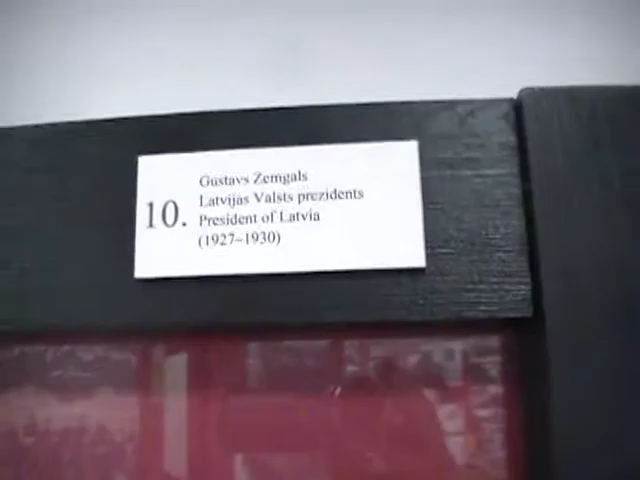 10.
Gustavs Zemgals
Latvijas Valsts prezidents
President of Latvia
(1927–1930)